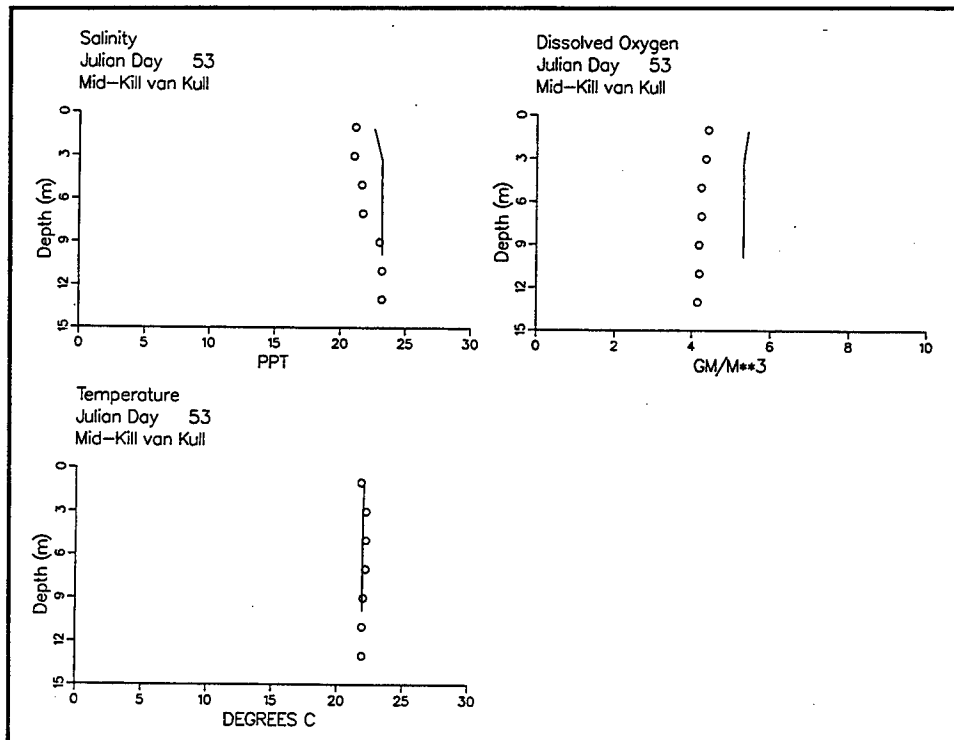 Salinity
Julian Day 53
Mid-Kill van Kull
Depth (m)
0
3
6
9
12
15
0 5 10 15 20 25 30
PPT
Dissolved Oxygen
Julian Day 53
Mid-Kill van Kull
Depth (m)
0
3
6
9
12
15
0 2 4 6 8 10
GM/M**3
Temperature
Julian Day 53
Mid-Kill van Kull
Depth (m)
0
3
6
9
12
15
0 5 10 15 20 25 30
DEGREES C